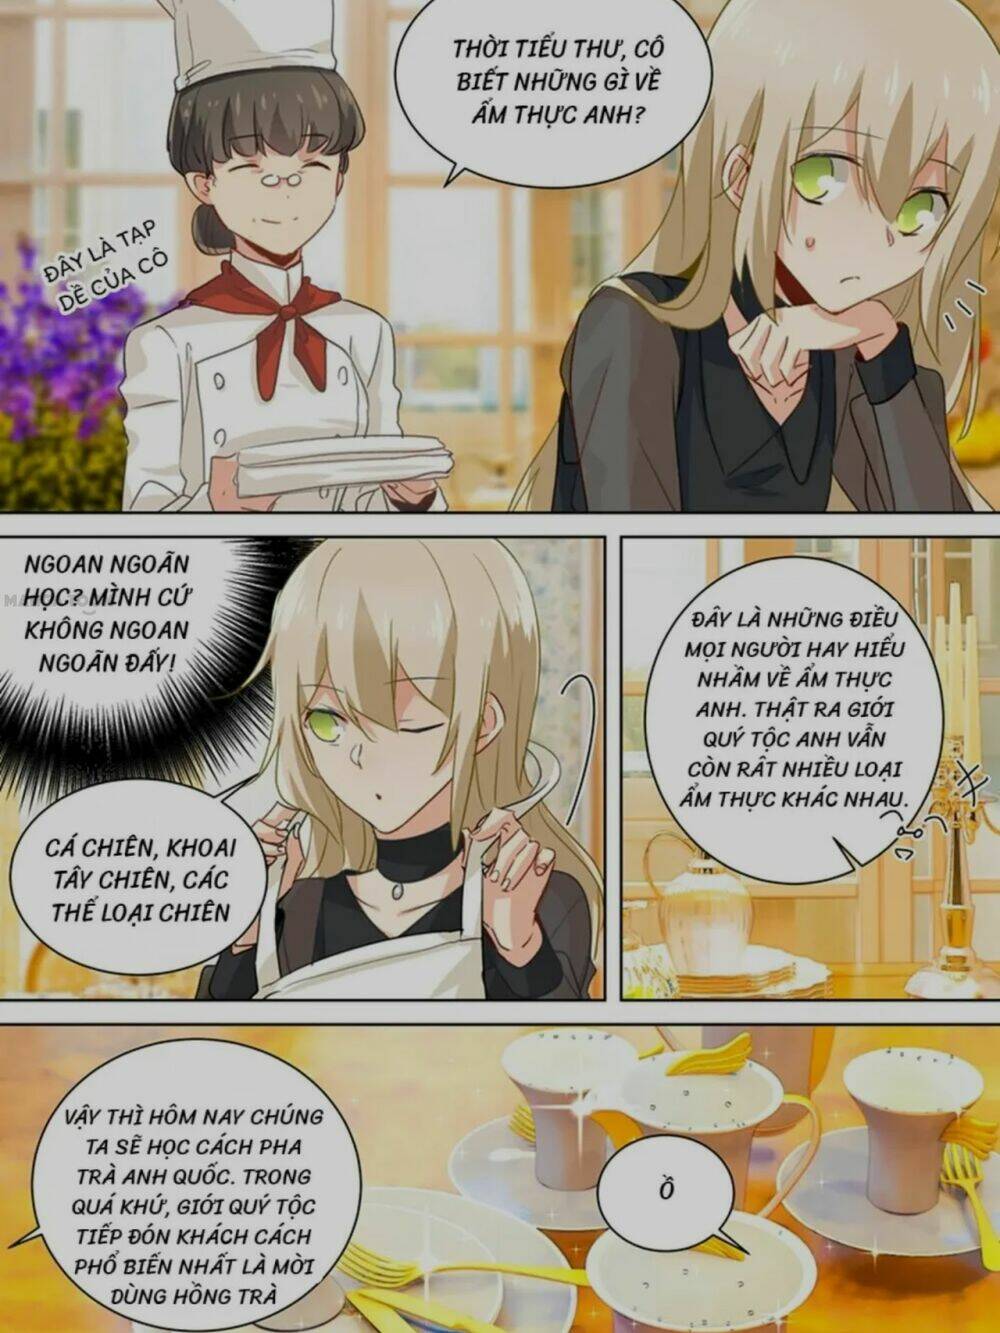 THỜI TIỂU THƯ, CÔ
BIẾT NHỮNG GÌ VỀ
ẨM THỰC ANH?
ĐÂY LÀ TẠP
DỀ CỦA CÔ
NGOAN NGOÃN
HỌC? MÌNH CỨ
KHÔNG NGOAN
NGOÃN ĐẤY!
CÁ CHIÊN, KHOAI
TÂY CHIÊN, CÁC
THỂ LOẠI CHIÊN
ĐÂY LÀ NHỮNG ĐIỀU
MỌI NGƯỜI HAY HIỂU
NHẦM VỀ ẨM THỰC
ANH. THẬT RA GIỚI
QUÝ TỘC ANH VẪN
CÒN RẤT NHIỀU LOẠI
ẨM THỰC KHÁC NHAU.
VẬY THÌ HÔM NAY CHÚNG
TA SẼ HỌC CÁCH PHA
TRÀ ANH QUỐC. TRONG
QUÁ KHỨ, GIỚI QUÝ TỘC
TIẾP ĐÓN KHÁCH CÁCH
PHỔ BIẾN NHẤT LÀ MỜI
DÙNG HỒNG TRÀ
Ồ